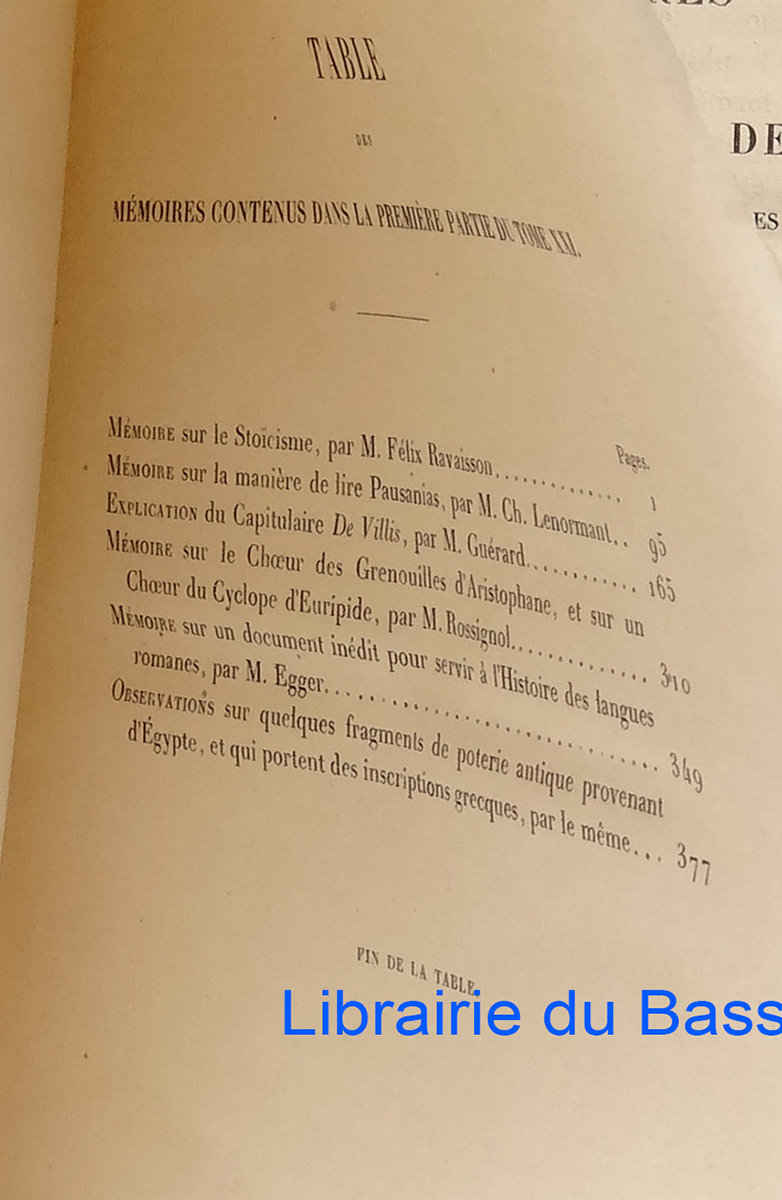 TABLE
DES
MÉMOIRES CONTENUS DANS LA PREMIÈRE PARTIE DU TOME XXI.
Pages.
MÉMOIRE sur le Stoïcisme, par M. Félix Ravaisson.............. 1
MÉMOIRE sur la manière de lire Pausanias, par M. Ch. Lenormant.. 95
EXPLICATION du Capitulaire De Villis, par M. Guérard............ 165
MÉMOIRE sur le Chœur des Grenouilles d'Aristophane, et sur un
Chœur du Cyclope d'Euripide, par M. Rossignol.............. 310
MÉMOIRE sur un document inédit pour servir à l'Histoire des langues
romanes, par M. Egger................................... 349
OBSERVATIONS sur quelques fragments de poterie antique provenant
d'Égypte, et qui portent des inscriptions grecques, par le même... 377
FIN DE LA TABLE.
DE
ES
Librairie du Bass